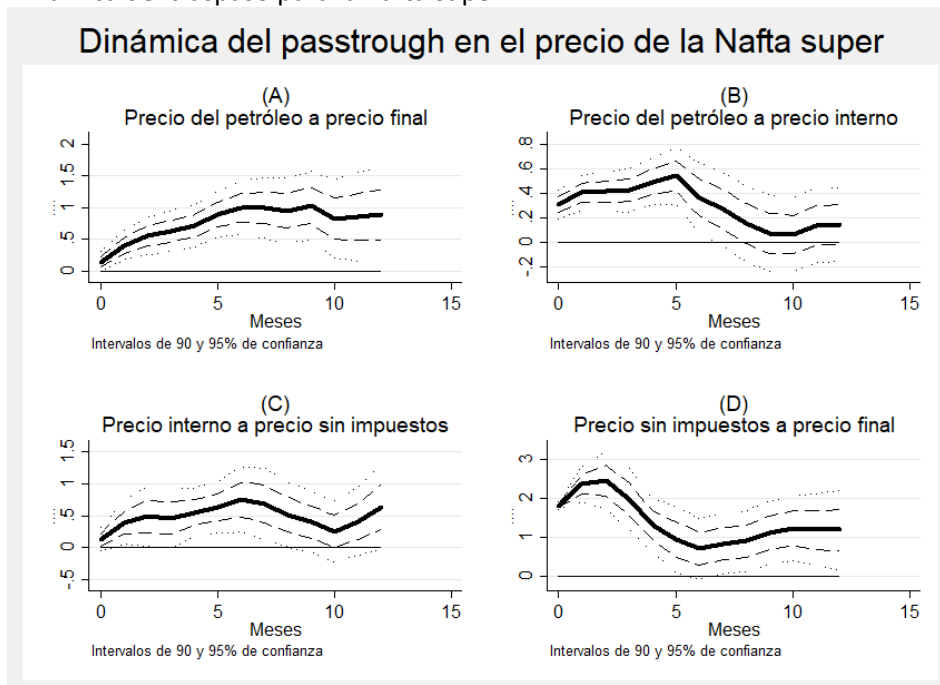 Dinámica del passtrough en el precio de la Nafta super
(A)
Precio del petróleo a precio final
2
1.5
1
.5
0
0 5 10 15
Meses
Intervalos de 90 y 95% de confianza
(B)
Precio del petróleo a precio interno
.8
.6
.4
.2
0
-.2
0 5 10 15
Meses
Intervalos de 90 y 95% de confianza
(C)
Precio interno a precio sin impuestos
1.5
1
.5
0
-.5
0 5 10 15
Meses
Intervalos de 90 y 95% de confianza
(D)
Precio sin impuestos a precio final
3
2
1
0
0 5 10 15
Meses
Intervalos de 90 y 95% de confianza